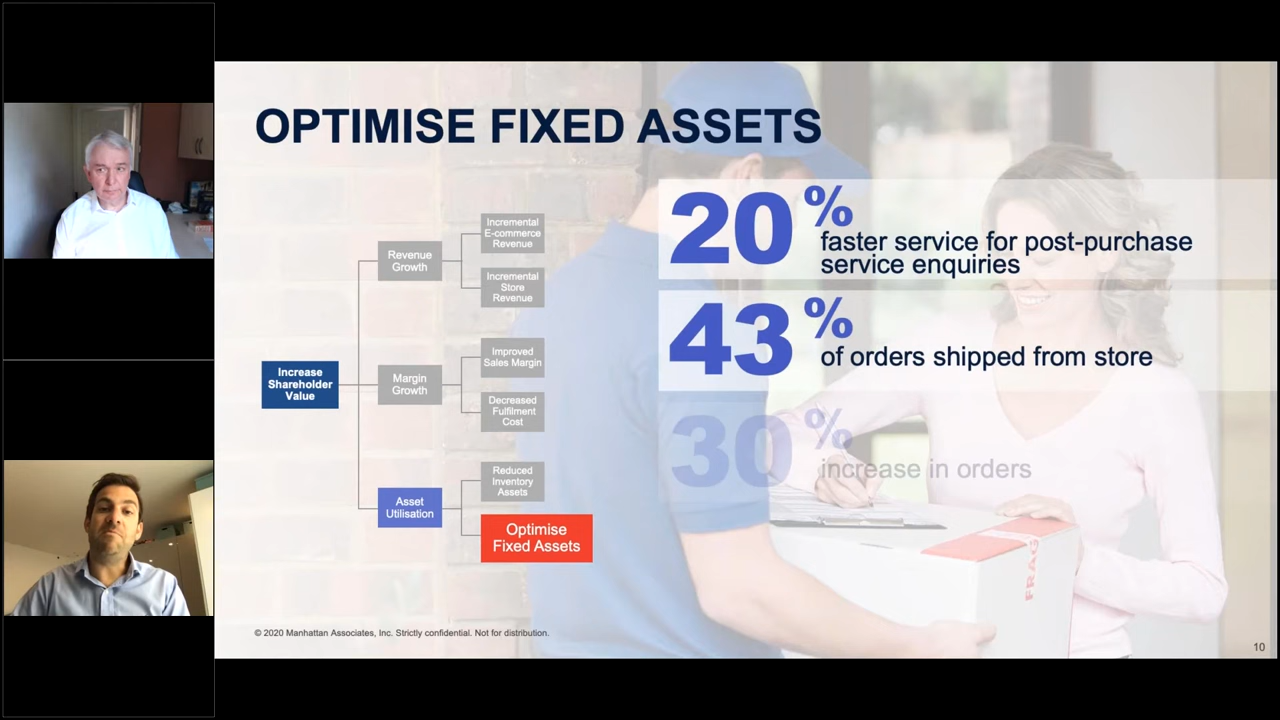 OPTIMISE FIXED ASSETS
Increase
Shareholder
Value
Revenue
Growth
Incremental
E-commerce
Revenue
Incremental
Store
Revenue
Margin
Growth
Improved
Sales Margin
Decreased
Fulfilment
Cost
Asset
Utilisation
Reduced
Inventory
Assets
Optimise
Fixed Assets
20%
faster service for post-purchase
service enquiries
43%
of orders shipped from store
30%
increase in orders
FRAG
© 2020 Manhattan Associates, Inc. Strictly confidential. Not for distribution.
10